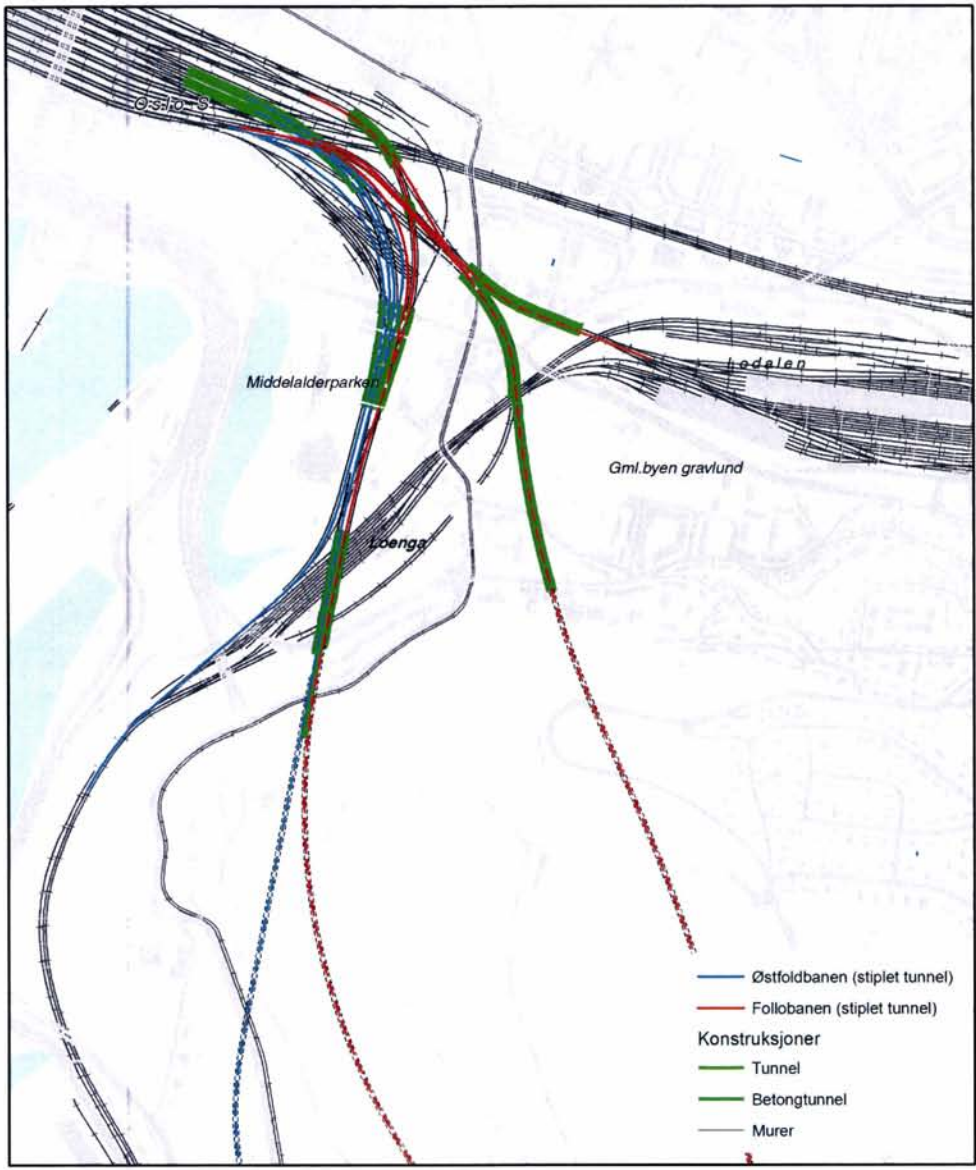 Oslo S
Middelalderparken
Lodalen
Gml.byen gravlund
Loenga
Østfoldbanen (stiplet tunnel)
Follobanen (stiplet tunnel)
Konstruksjoner
Tunnel
Betongtunnel
Murer